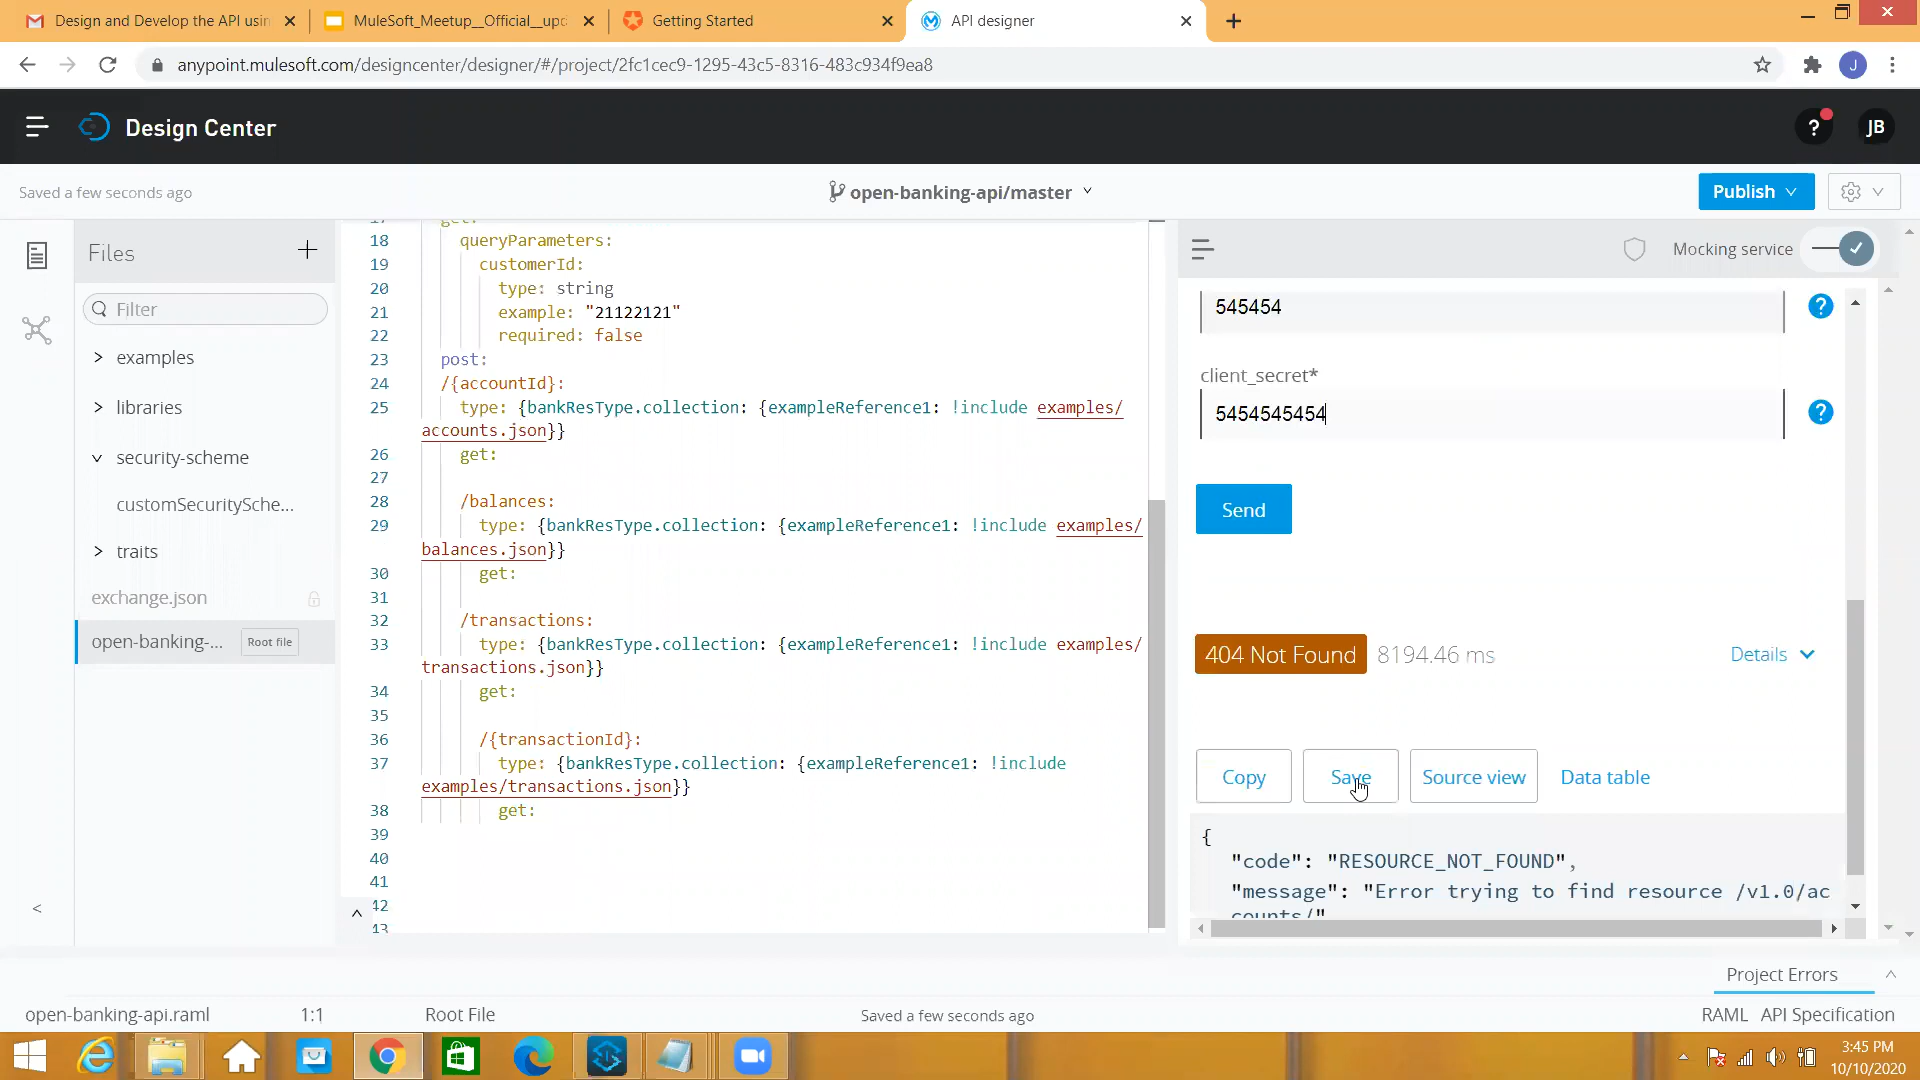 Design and Develop the API usin
MuleSoft_Meetup__Official__upd
Getting Started
API designer
anypoint.mulesoft.com/designcenter/designer/#/project/2fc1cec9-1295-43c5-8316-483c934f9ea8
J
Design Center
?
JB
Saved a few seconds ago
open-banking-api/master
Publish
Files
Filter
examples
libraries
security-scheme
customSecuritySche...
traits
exchange.json
open-banking-... Root file
17 get:
18 queryParameters:
19 customerId:
20 type: string
21 example: "21122121"
22 required: false
23 post:
24 /{accountId}:
25 type: {bankResType.collection: {exampleReference1: !include examples/
accounts.json}}
26 get:
27
28 /balances:
29 type: {bankResType.collection: {exampleReference1: !include examples/
balances.json}}
30 get:
31
32 /transactions:
33 type: {bankResType.collection: {exampleReference1: !include examples/
transactions.json}}
34 get:
35
36 /{transactionId}:
37 type: {bankResType.collection: {exampleReference1: !include
examples/transactions.json}}
38 get:
39
40
41
42
43
Mocking service
545454
?
client_secret*
5454545454
?
Send
404 Not Found 8194.46 ms Details
Copy Save Source view Data table
{
"code": "RESOURCE_NOT_FOUND",
"message": "Error trying to find resource /v1.0/ac
counts/"
Project Errors
open-banking-api.raml 1:1 Root File Saved a few seconds ago RAML API Specification
3:45 PM
10/10/2020